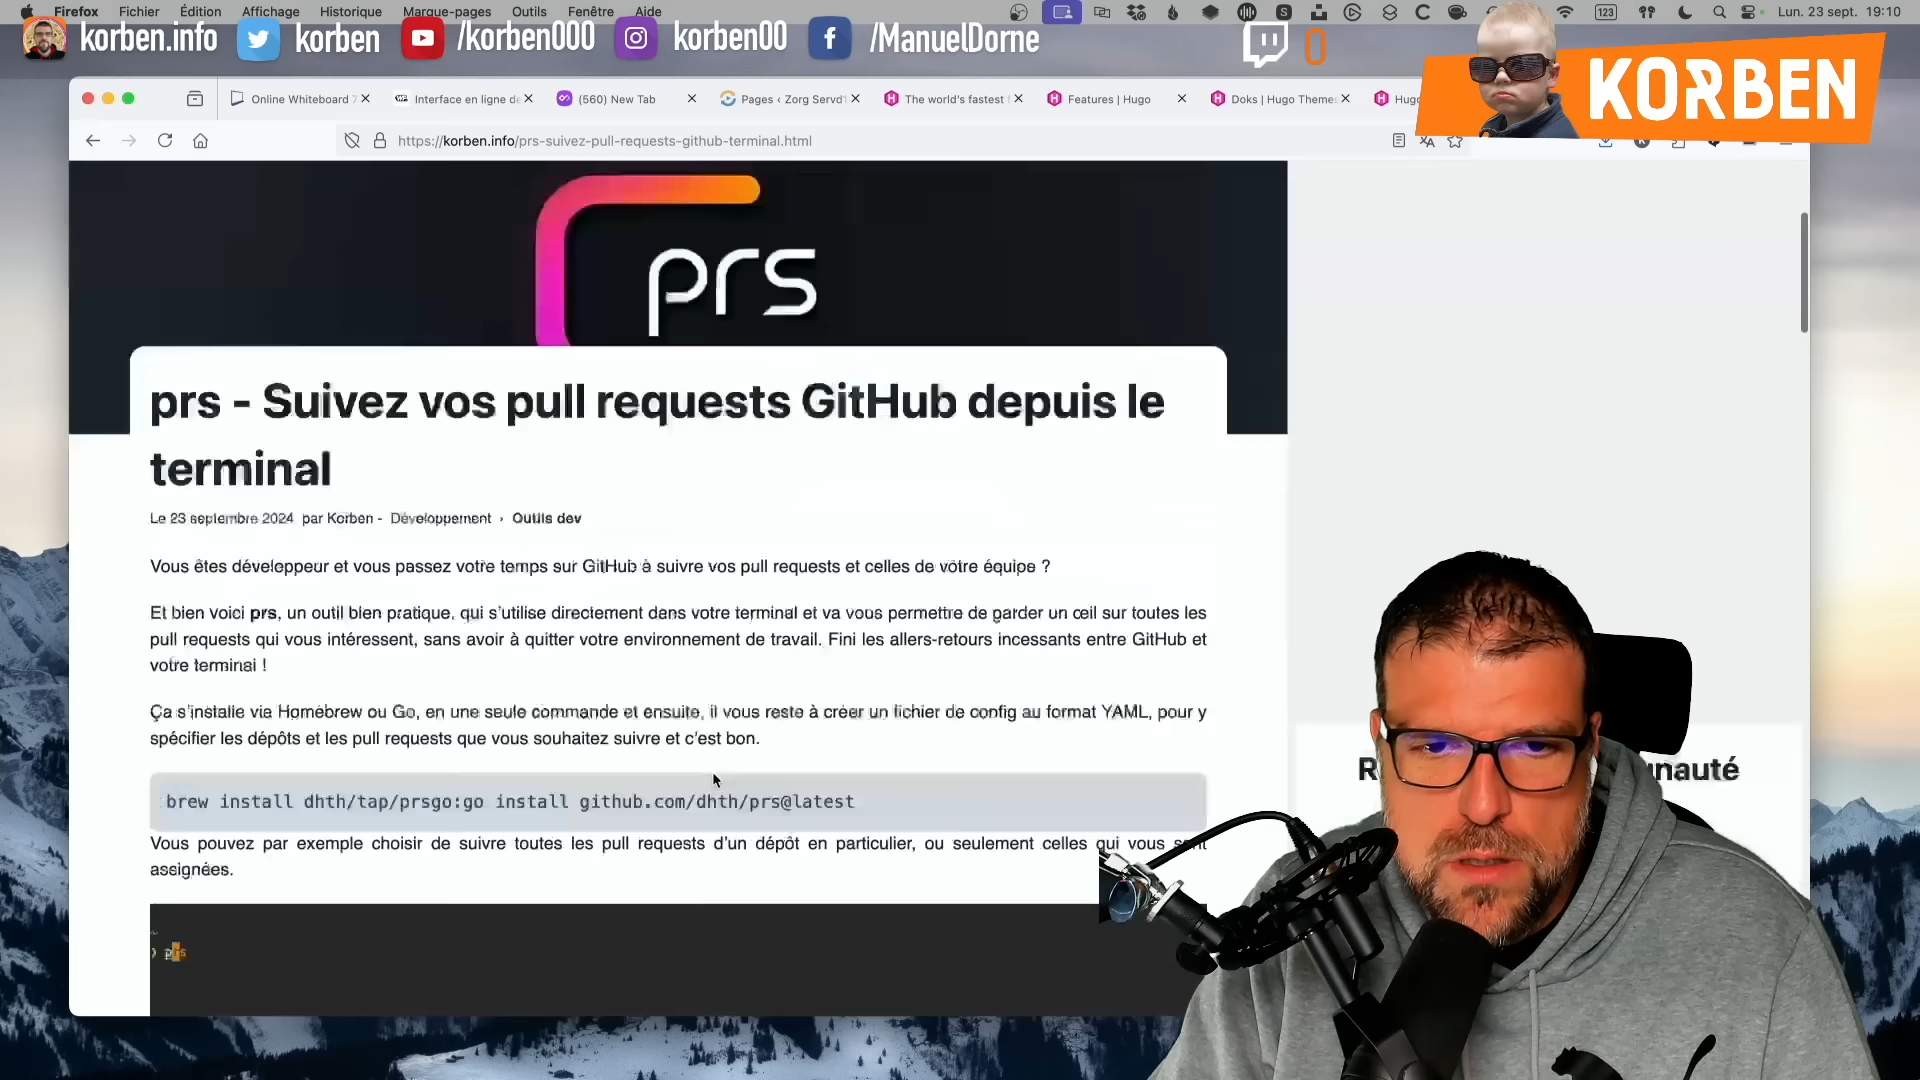 Firefox Fichier Édition Affichage Historique Marque-pages Outils Fenêtre Aide
123 Lun. 23 sept. 19:10
korben.info korben /korben000 korben00 /ManuelDorne 0
KORBEN
Online Whiteboard 7 Interface en ligne de (560) New Tab Pages ‹ Zorg Servd The world's fastest f Features | Hugo Doks | Hugo Themes Hugo
https://korben.info/prs-suivez-pull-requests-github-terminal.html
prs
prs - Suivez vos pull requests GitHub depuis le
terminal
Le 23 septembre 2024 par Korben - Développement › Outils dev
Vous êtes développeur et vous passez votre temps sur GitHub à suivre vos pull requests et celles de votre équipe ?
Et bien voici prs, un outil bien pratique, qui s'utilise directement dans votre terminal et va vous permettre de garder un œil sur toutes les
pull requests qui vous intéressent, sans avoir à quitter votre environnement de travail. Fini les allers-retours incessants entre GitHub et
votre terminal !
Ça s'installe via Homebrew ou Go, en une seule commande et ensuite, il vous reste à créer un fichier de config au format YAML, pour y
spécifier les dépôts et les pull requests que vous souhaitez suivre et c'est bon.
brew install dhth/tap/prsgo:go install github.com/dhth/prs@latest
Vous pouvez par exemple choisir de suivre toutes les pull requests d'un dépôt en particulier, ou seulement celles qui vous sont
assignées.
prs
R nauté